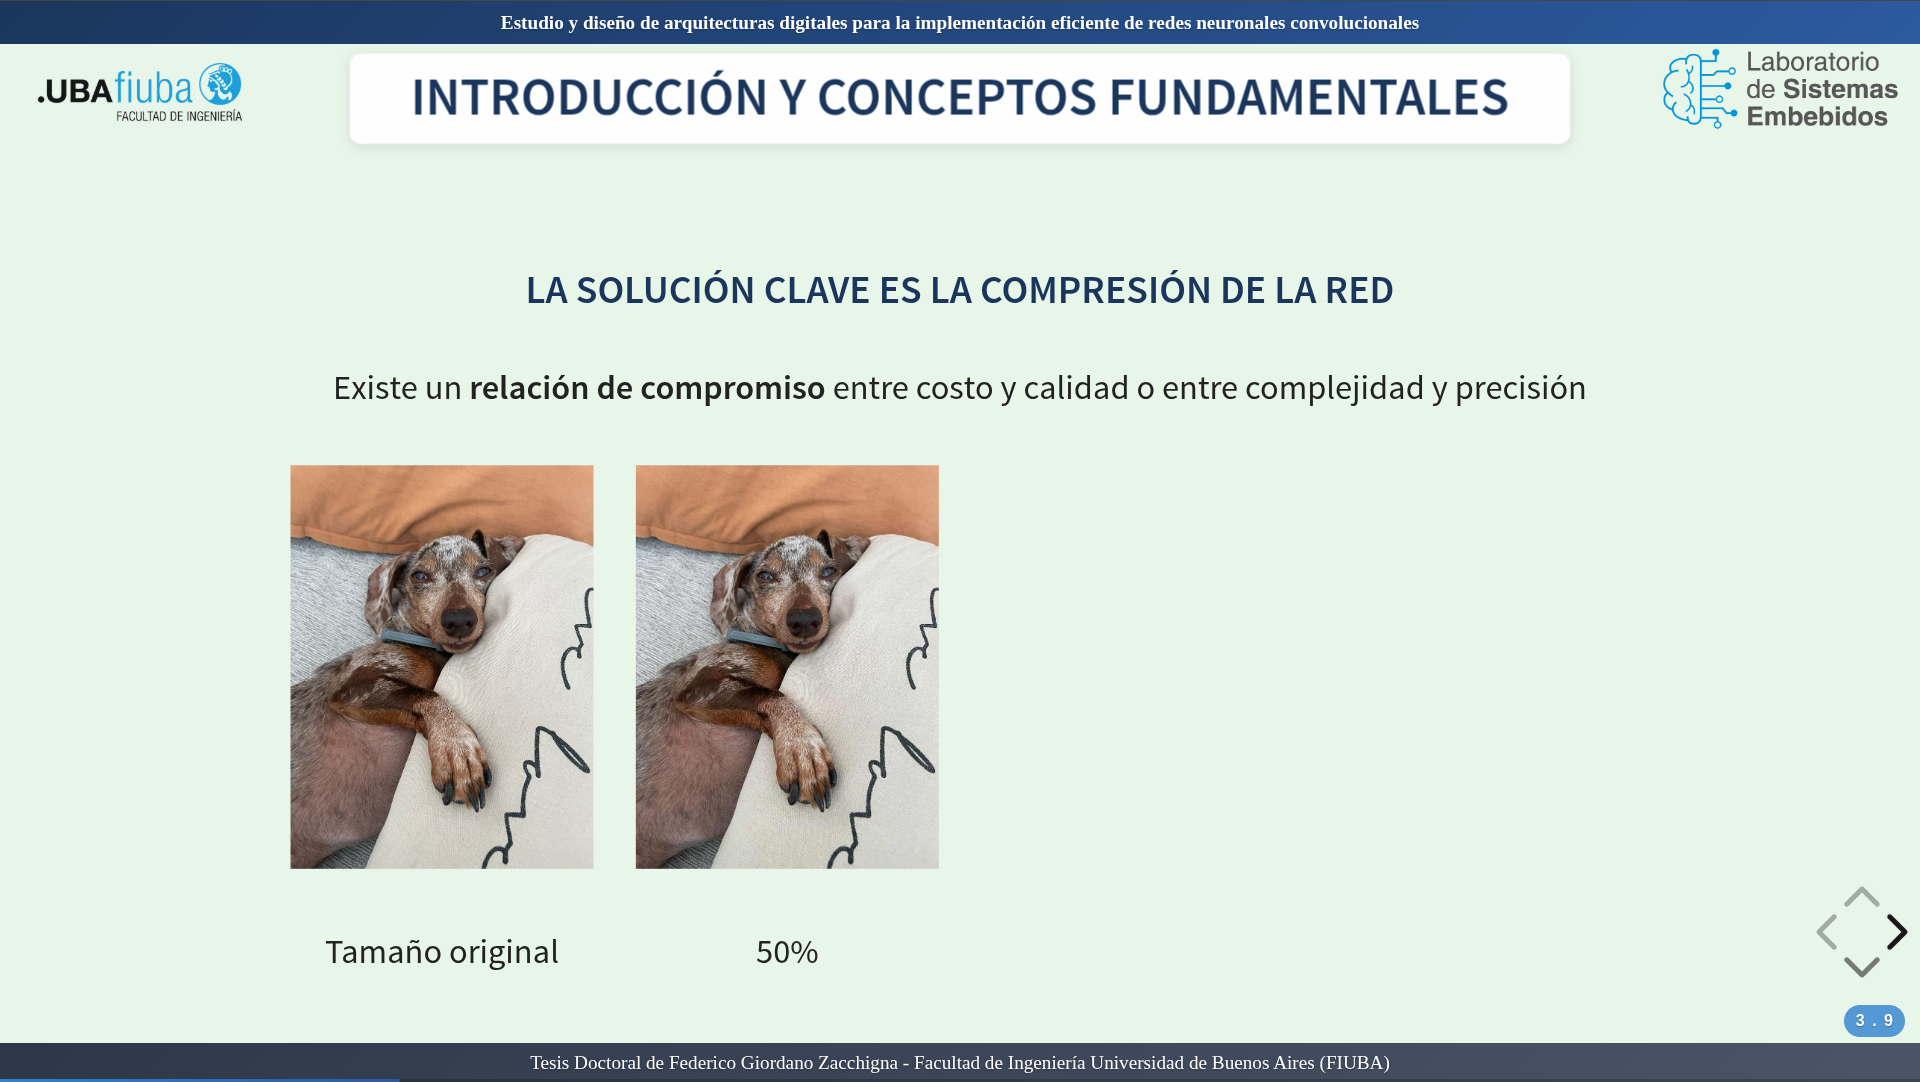 Estudio y diseño de arquitecturas digitales para la implementación eficiente de redes neuronales convolucionales
.UBAfiuba
FACULTAD DE INGENIERÍA
INTRODUCCIÓN Y CONCEPTOS FUNDAMENTALES
Laboratorio
de Sistemas
Embebidos
LA SOLUCIÓN CLAVE ES LA COMPRESIÓN DE LA RED
Existe un relación de compromiso entre costo y calidad o entre complejidad y precisión
Tamaño original
50%
3 . 9
Tesis Doctoral de Federico Giordano Zacchigna - Facultad de Ingeniería Universidad de Buenos Aires (FIUBA)